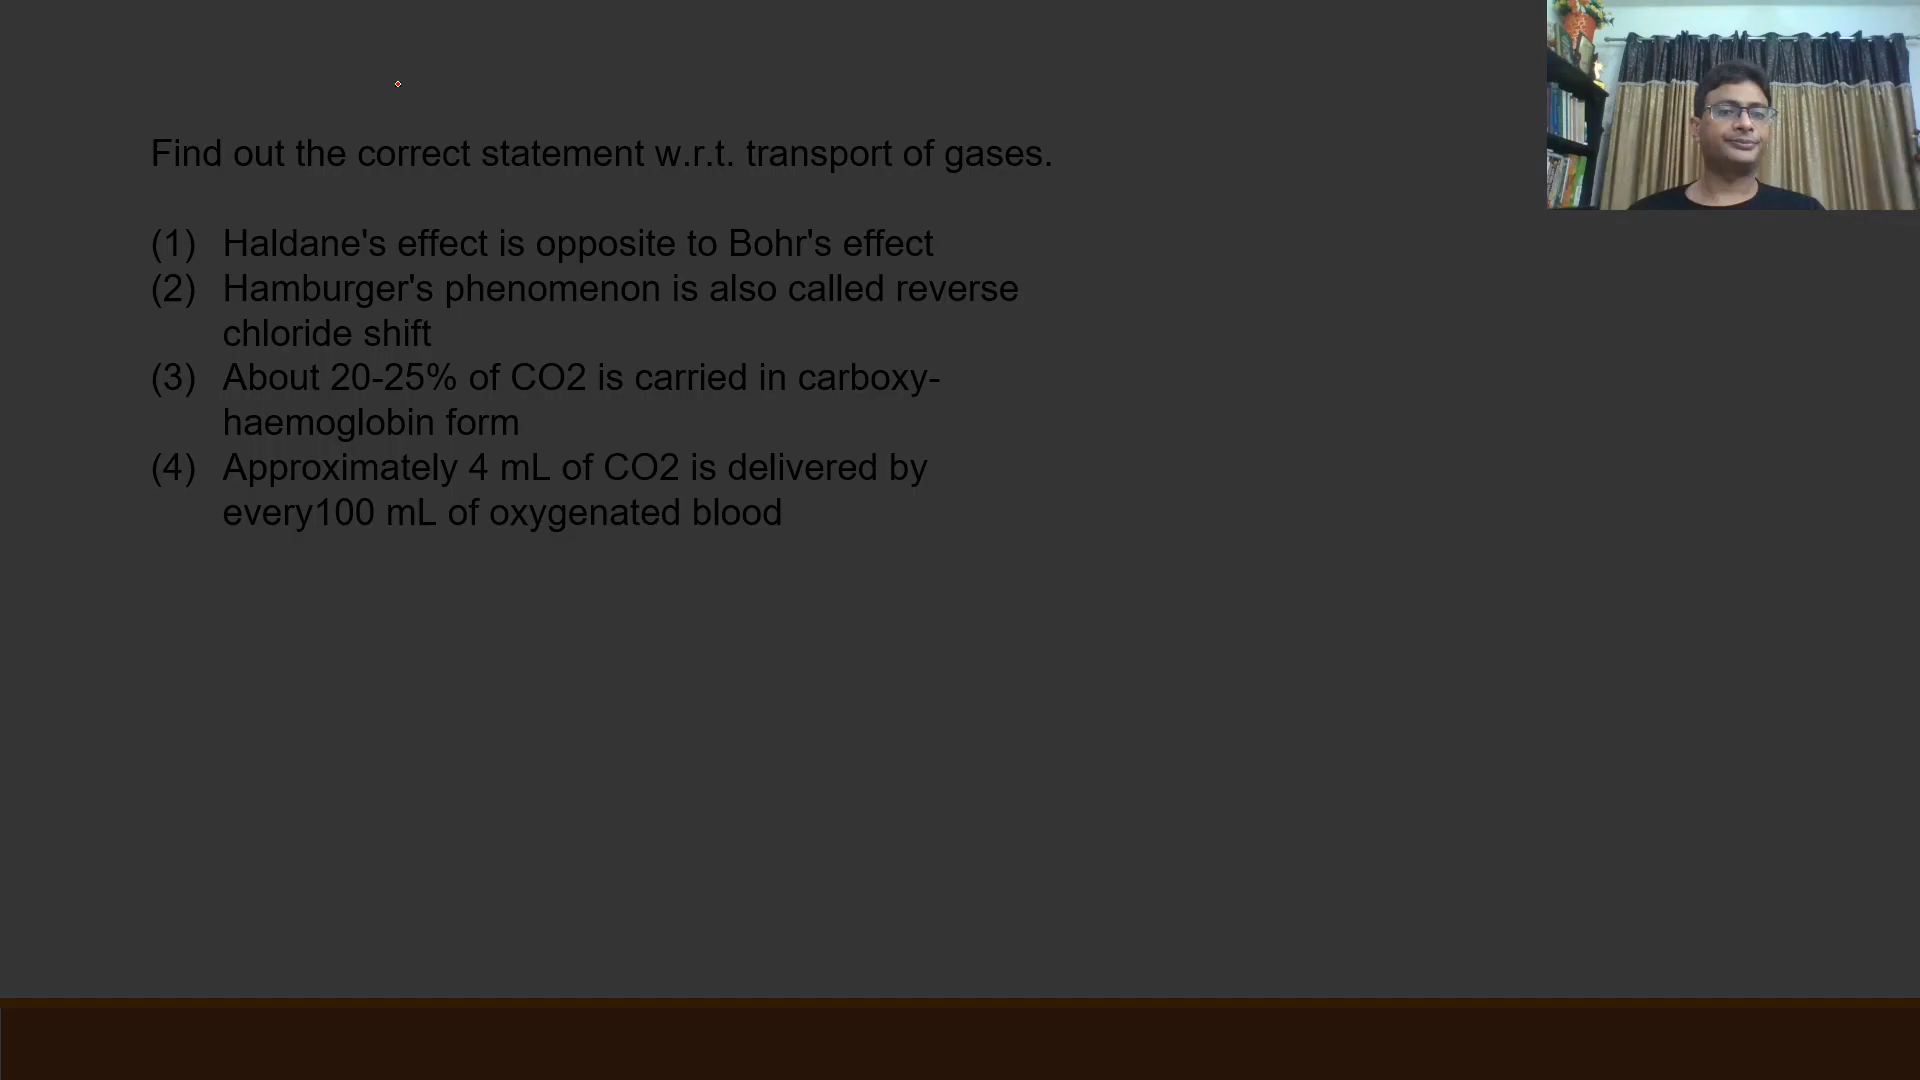 Find out the correct statement w.r.t. transport of gases.
(1) Haldane's effect is opposite to Bohr's effect
(2) Hamburger's phenomenon is also called reverse
chloride shift
(3) About 20-25% of CO2 is carried in carboxy-
haemoglobin form
(4) Approximately 4 mL of CO2 is delivered by
every100 mL of oxygenated blood